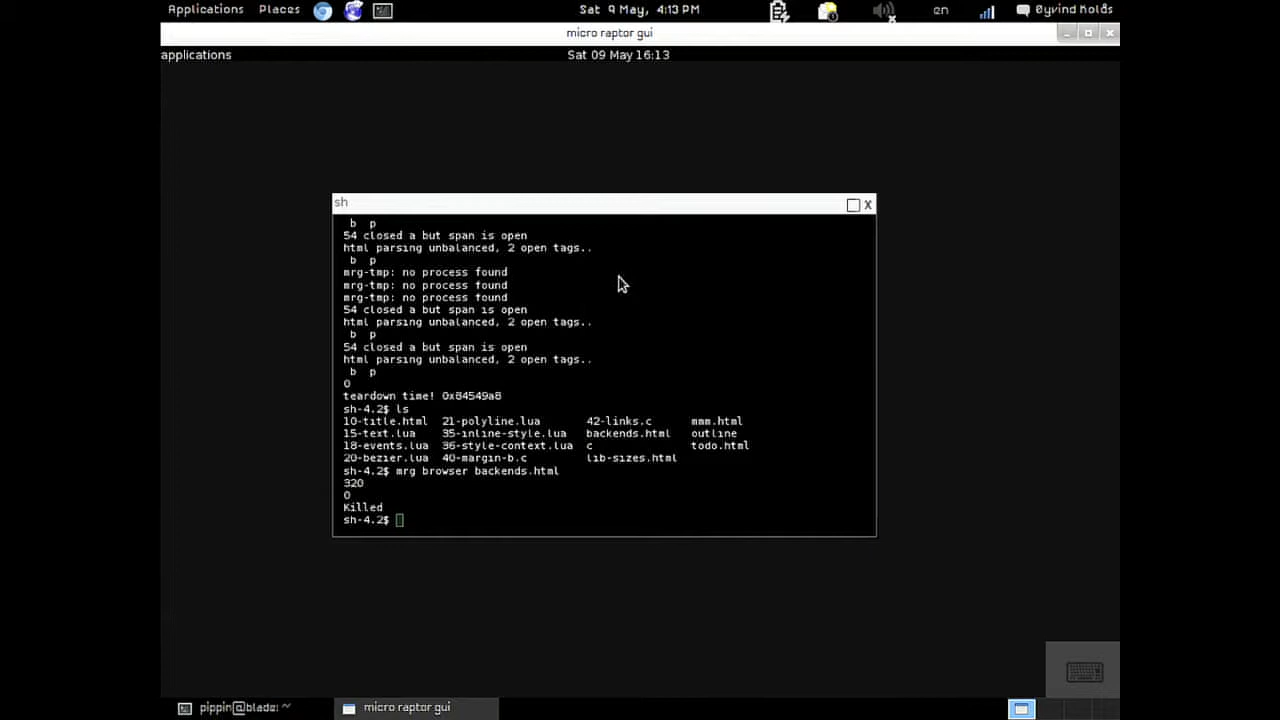 Applications Places Sat 9 May, 4:13 PM en Øyvind Kolås
micro raptor gui
applications Sat 09 May 16:13
sh X
b p
54 closed a but span is open
html parsing unbalanced, 2 open tags..
b p
mrg-tmp: no process found
mrg-tmp: no process found
mrg-tmp: no process found
54 closed a but span is open
html parsing unbalanced, 2 open tags..
b p
54 closed a but span is open
html parsing unbalanced, 2 open tags..
b p
0
teardown time! 0x84549a8
sh-4.2$ ls
10-title.html 21-polyline.lua 42-links.c mmm.html
15-text.lua 35-inline-style.lua backends.html outline
18-events.lua 36-style-context.lua c todo.html
20-bezier.lua 40-margin-b.c lib-sizes.html
sh-4.2$ mrg browser backends.html
320
0
Killed
sh-4.2$
pippin@blade: ~ micro raptor gui